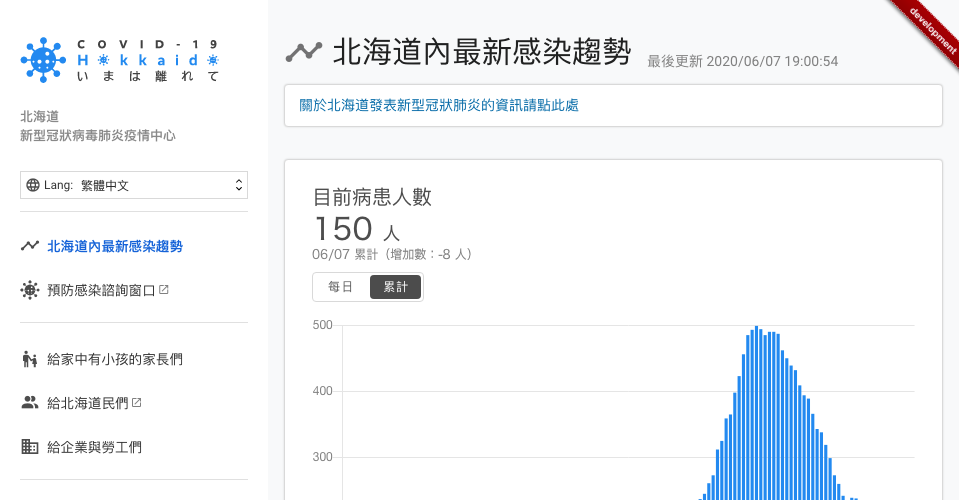 COVID-19
Hokkaido
いまは離れて
北海道
新型冠狀病毒肺炎疫情中心
Lang: 繁體中文
北海道內最新感染趨勢
預防感染諮詢窗口
給家中有小孩的家長們
給北海道民們
給企業與勞工們
development
北海道內最新感染趨勢
最後更新 2020/06/07 19:00:54
關於北海道發表新型冠狀肺炎的資訊請點此處
目前病患人數
150 人
06/07 累計（增加數：-8 人）
每日 累計
500
400
300